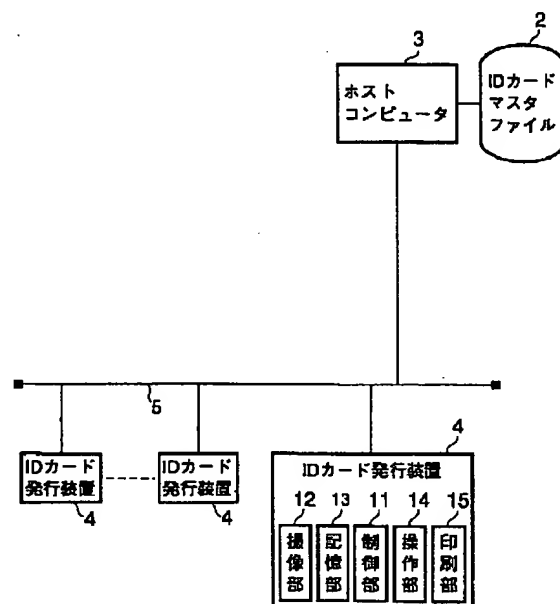 2
3
ホスト
コンピュータ
IDカード
マスタ
ファイル
5
IDカード
発行装置
4
IDカード
発行装置
4
4
IDカード発行装置
12 13 11 14 15
撮像部
記憶部
制御部
操作部
印刷部